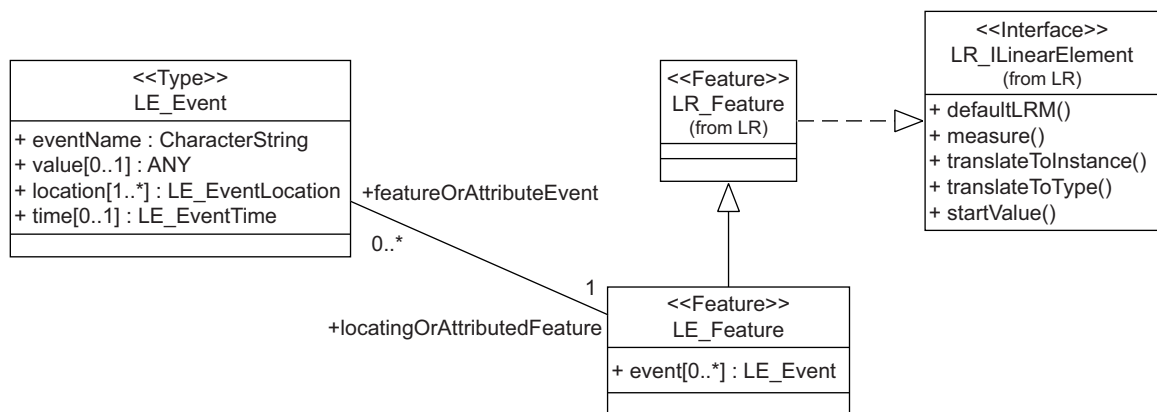 <<Type>>
LE_Event
+ eventName : CharacterString
+ value[0..1] : ANY
+ location[1..*] : LE_EventLocation
+ time[0..1] : LE_EventTime
+featureOrAttributeEvent
0..*
1
+locatingOrAttributedFeature
<<Feature>>
LR_Feature
(from LR)
<<Interface>>
LR_ILinearElement
(from LR)
+ defaultLRM()
+ measure()
+ translateToInstance()
+ translateToType()
+ startValue()
<<Feature>>
LE_Feature
+ event[0..*] : LE_Event